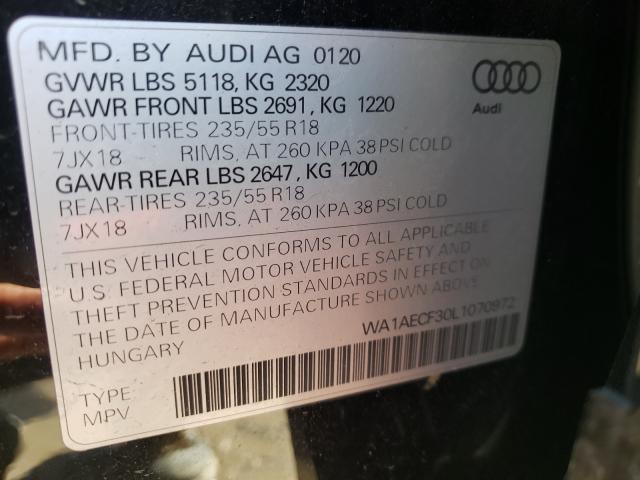 MFD. BY AUDI AG 0120
GVWR LBS 5118, KG 2320
GAWR FRONT LBS 2691, KG 1220
FRONT-TIRES 235/55 R18
7JX18 RIMS, AT 260 KPA 38 PSI COLD
GAWR REAR LBS 2647, KG 1200
REAR-TIRES 235/55 R18
7JX18 RIMS, AT 260 KPA 38 PSI COLD
THIS VEHICLE CONFORMS TO ALL APPLICABLE
U.S. FEDERAL MOTOR VEHICLE SAFETY AND
THEFT PREVENTION STANDARDS IN EFFECT ON
THE DATE OF MANUFACTURE SHOWN ABOVE.
HUNGARY
WA1AECF30L1070972
TYPE:
MPV
Audi